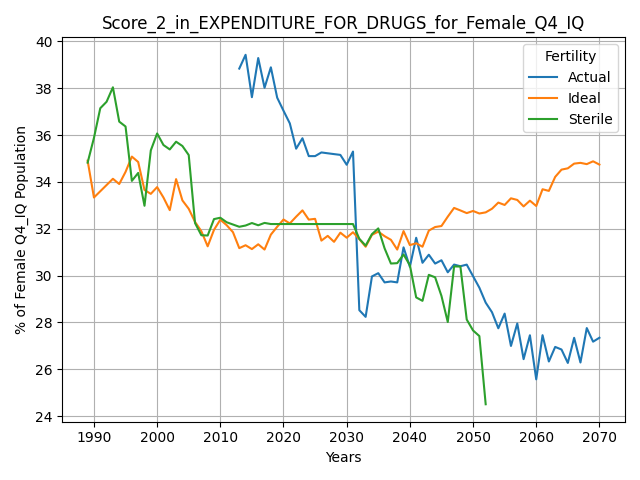 Score_2_in_EXPENDITURE_FOR_DRUGS_for_Female_Q4_IQ
Fertility
Actual
Ideal
Sterile
% of Female Q4_IQ Population
40
38
36
34
32
30
28
26
24
1990 2000 2010 2020 2030 2040 2050 2060 2070
Years